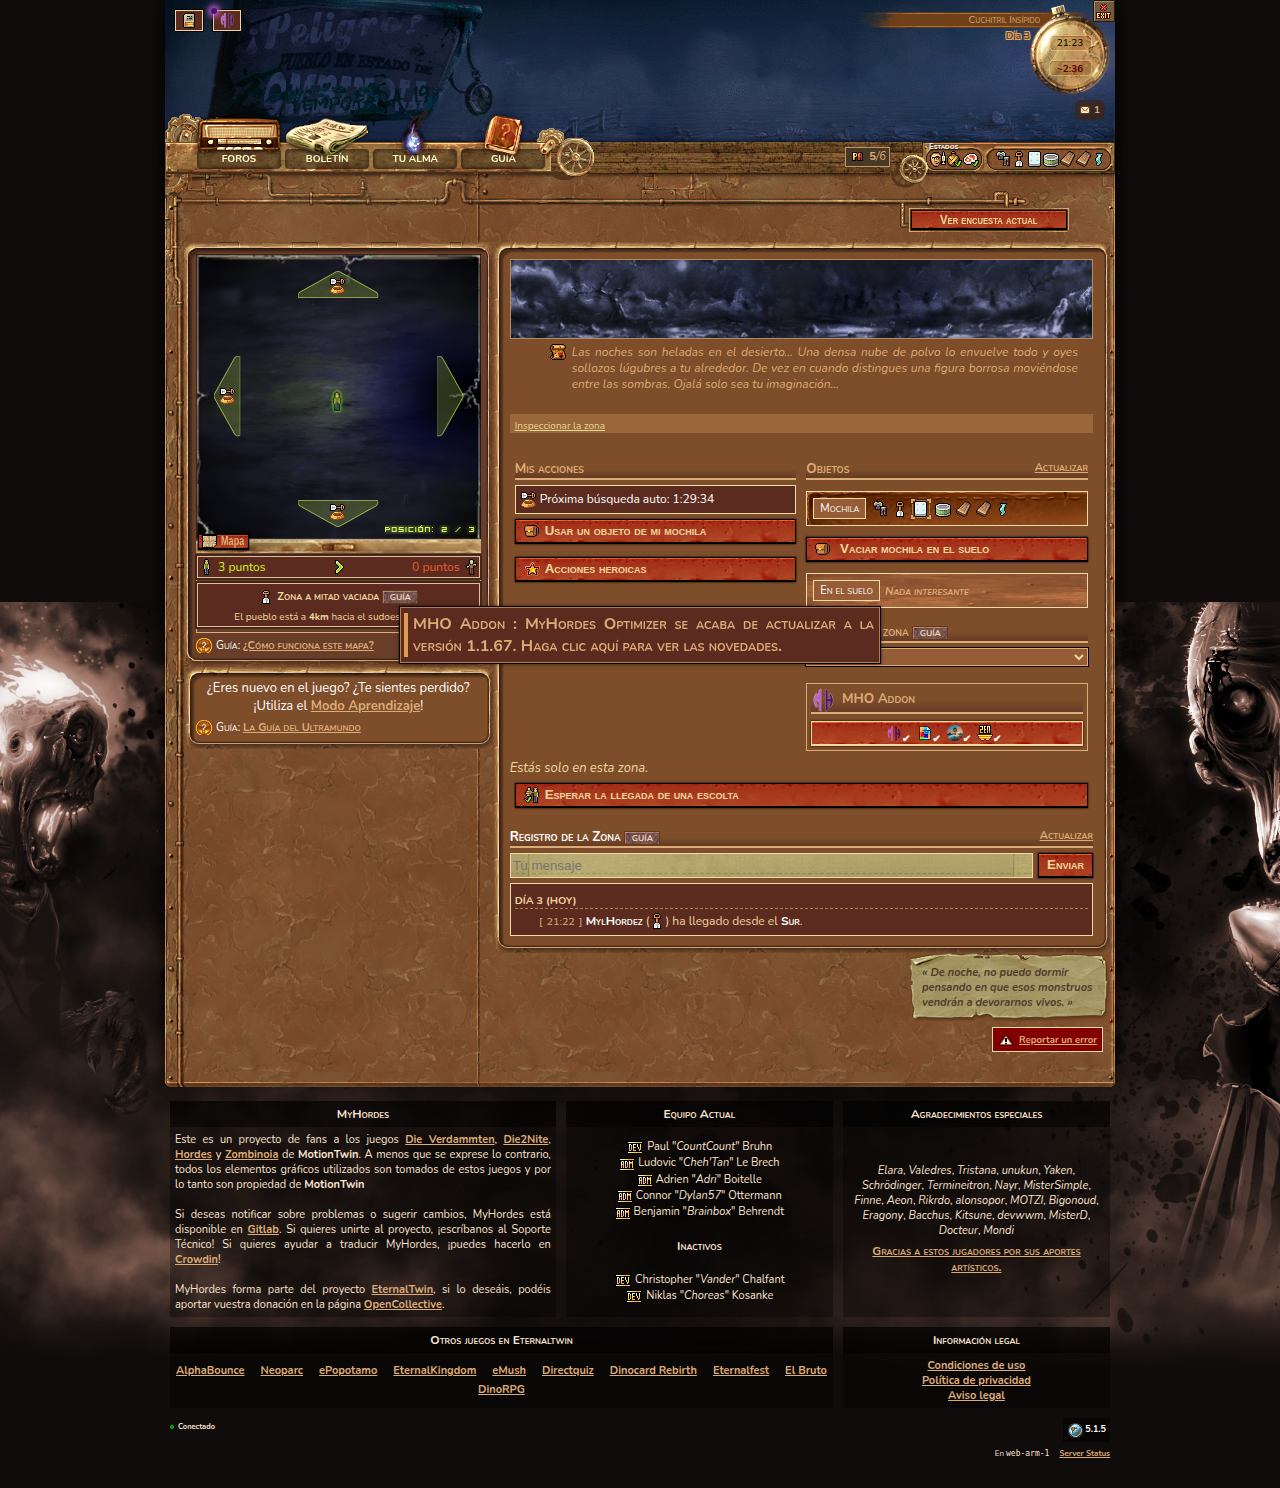 ¡Peligro!
PUEBLO EN ESTADO DE
Cuchitril Insípido
Día 3
EXIT
21:23
~2:36
1
FOROS
BOLETÍN
TU ALMA
GUÍA
PA 5/6
Estados
Ver encuesta actual
POSICIÓN: 2 / 3
Mapa
3 puntos
0 puntos
Zona a mitad vaciada GUÍA
El pueblo está a 4km hacia el sudoes
Guía: ¿Cómo funciona este mapa?
¿Eres nuevo en el juego? ¿Te sientes perdido?
¡Utiliza el Modo Aprendizaje!
Guía: La Guía del Ultramundo
Las noches son heladas en el desierto... Una densa nube de polvo lo envuelve todo y oyes
sollozos lúgubres a tu alrededor. De vez en cuando distingues una figura borrosa moviéndose
entre las sombras. Ojalá solo sea tu imaginación...
Inspeccionar la zona
Mis acciones
Próxima búsqueda auto: 1:29:34
Usar un objeto de mi mochila
Acciones heroicas
Objetos
Actualizar
Mochila
Vaciar mochila en el suelo
En el suelo
Nada interesante
zona GUÍA
MHO Addon : MyHordes Optimizer se acaba de actualizar a la
versión 1.1.67. Haga clic aquí para ver las novedades.
MHO Addon
Estás solo en esta zona.
Esperar la llegada de una escolta
Registro de la Zona GUÍA
Actualizar
Tu mensaje
Enviar
DÍA 3 (HOY)
[ 21:22 ] MylHordez ( ) ha llegado desde el Sur.
« De noche, no puedo dormir
pensando en que esos monstruos
vendrán a devorarnos vivos. »
Reportar un error
MyHordes
Este es un proyecto de fans a los juegos Die Verdammten, Die2Nite,
Hordes y Zombinoia de MotionTwin. A menos que se exprese lo contrario,
todos los elementos gráficos utilizados son tomados de estos juegos y por
lo tanto son propiedad de MotionTwin
Si deseas notificar sobre problemas o sugerir cambios, MyHordes está
disponible en Gitlab. Si quieres unirte al proyecto, ¡escríbanos al Soporte
Técnico! Si quieres ayudar a traducir MyHordes, ¡puedes hacerlo en
Crowdin!
MyHordes forma parte del proyecto EternalTwin, si lo deseáis, podéis
aportar vuestra donación en la página OpenCollective.
Equipo Actual
DEV Paul "CountCount" Bruhn
ADM Ludovic "Cheh'Tan" Le Brech
ADM Adrien "Adri" Boitelle
ADM Connor "Dylan57" Ottermann
ADM Benjamin "Brainbox" Behrendt
Inactivos
DEV Christopher "Vander" Chalfant
DEV Niklas "Choreas" Kosanke
Agradecimientos especiales
Elara, Valedres, Tristana, unukun, Yaken,
Schrödinger, Termineitron, Nayr, MisterSimple,
Finne, Aeon, Rikrdo, alonsopor, MOTZI, Bigonoud,
Eragony, Bacchus, Kitsune, devwwm, MisterD,
Docteur, Mondi
Gracias a estos jugadores por sus aportes
artísticos.
Otros juegos en Eternaltwin
AlphaBounce Neoparc ePopotamo EternalKingdom eMush Directquiz Dinocard Rebirth Eternalfest El Bruto
DinoRPG
Información legal
Condiciones de uso
Política de privacidad
Aviso legal
Conectado
5.1.5
En web-arm-1 Server Status